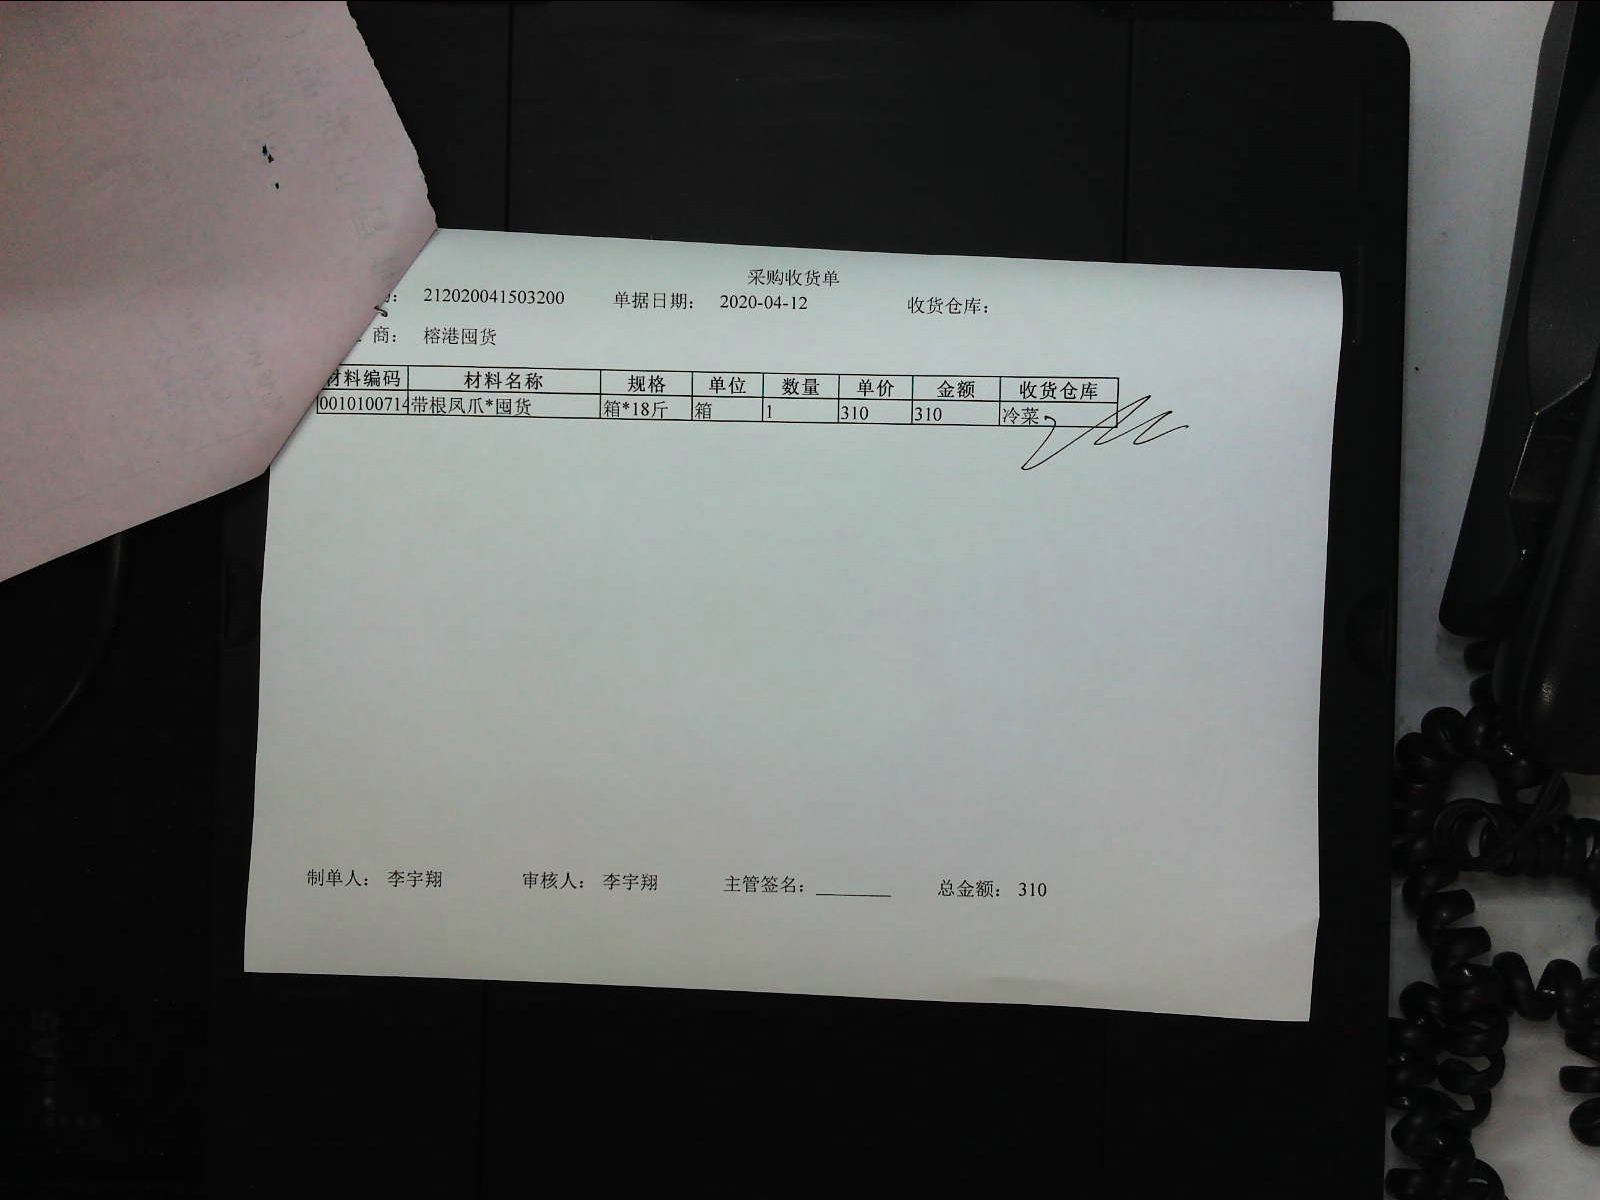 采购收货单
212020041503200 单据日期： 2020-04-12 收货仓库：
商： 榕港囤货
材料编码 材料名称 规格 单位 数量 单价 金额 收货仓库
0010100714 带根凤爪*囤货 箱*18斤 箱 1 310 310 冷菜
制单人： 李宇翔 审核人： 李宇翔 主管签名： 总金额： 310